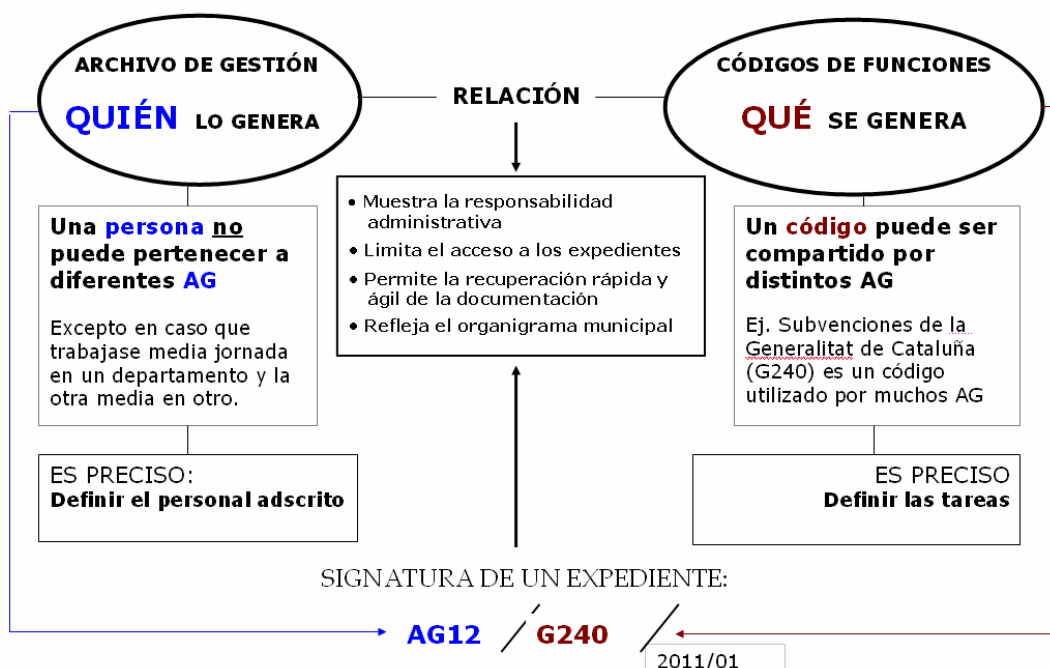 ARCHIVO DE GESTIÓN
QUIÉN LO GENERA
RELACIÓN
CÓDIGOS DE FUNCIONES
QUÉ SE GENERA
Una persona no
puede pertenecer a
diferentes AG
Excepto en caso que
trabajase media jornada
en un departamento y la
otra media en otro.
• Muestra la responsabilidad
administrativa
• Limita el acceso a los expedientes
• Permite la recuperación rápida y
ágil de la documentación
• Refleja el organigrama municipal
Un código puede ser
compartido por
distintos AG
Ej. Subvenciones de la
Generalitat de Cataluña
(G240) es un código
utilizado por muchos AG
ES PRECISO:
Definir el personal adscrito
ES PRECISO
Definir las tareas
SIGNATURA DE UN EXPEDIENTE:
AG12 / G240 /
2011/01